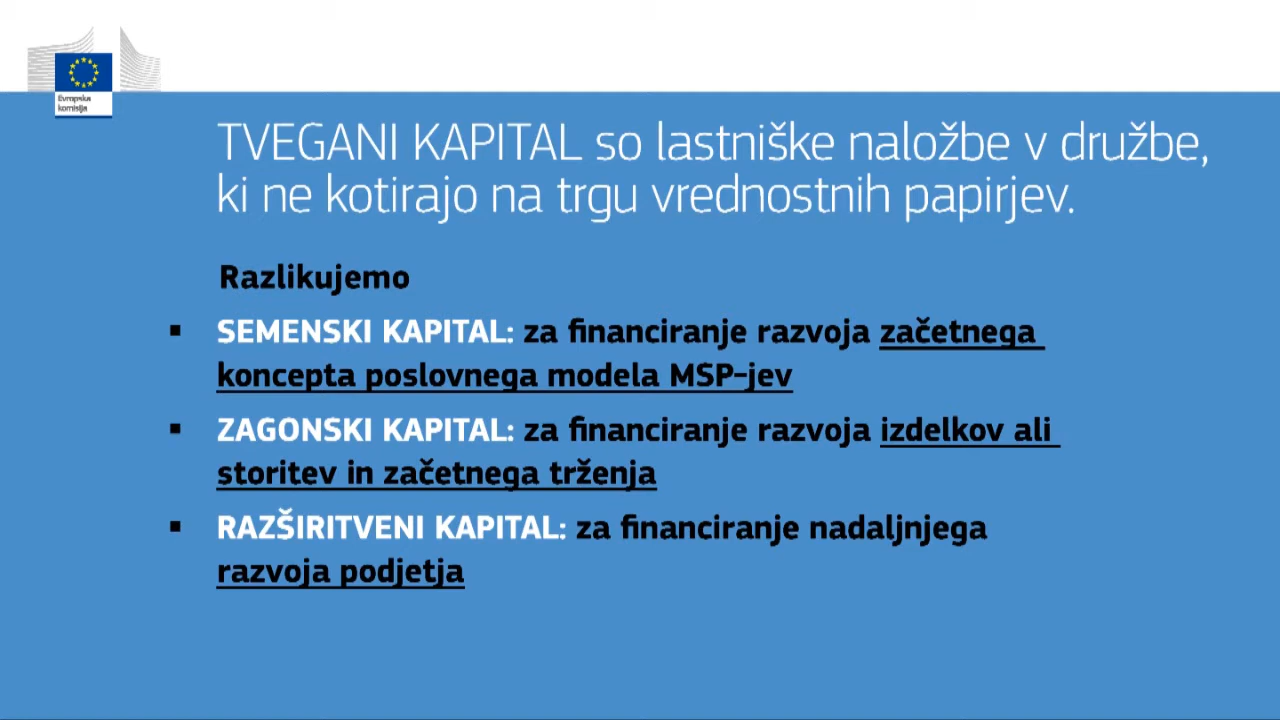 Evropska
komisija
TVEGANI KAPITAL so lastniške naložbe v družbe,
ki ne kotirajo na trgu vrednostnih papirjev.
Razlikujemo
▪ SEMENSKI KAPITAL: za financiranje razvoja začetnega
koncepta poslovnega modela MSP-jev
▪ ZAGONSKI KAPITAL: za financiranje razvoja izdelkov ali
storitev in začetnega trženja
▪ RAZŠIRITVENI KAPITAL: za financiranje nadaljnjega
razvoja podjetja